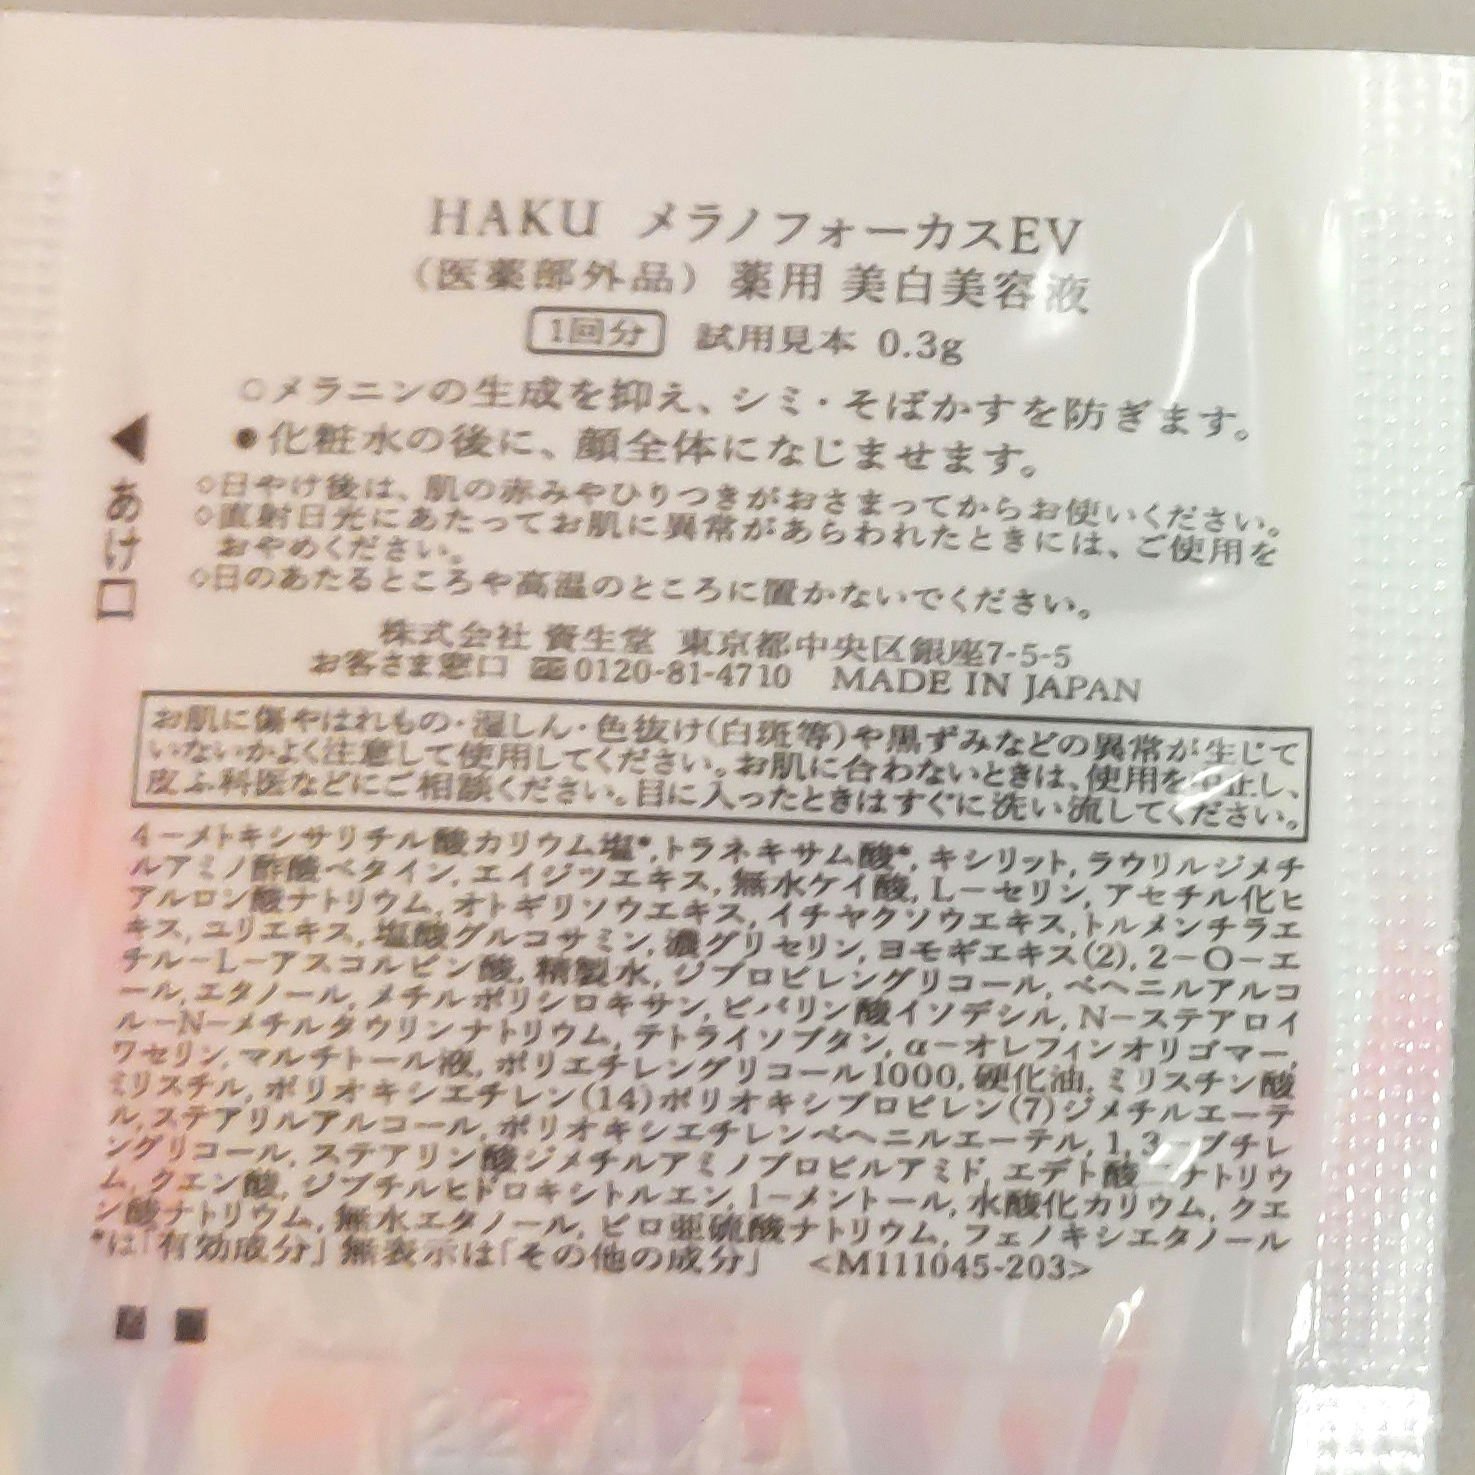 HAKU メラノフォーカスEV
（医薬部外品） 薬用 美白美容液
1回分 試用見本 0.3g
○メラニンの生成を抑え、シミ・そばかすを防ぎます。
●化粧水の後に、顔全体になじませます。
◇日やけ後は、肌の赤みやひりつきがおさまってからお使いください。
◇直射日光にあたってお肌に異常があらわれたときには、ご使用を
おやめください。
◇日のあたるところや高温のところに置かないでください。
◀あけ口
株式会社 資生堂 東京都中央区銀座7-5-5
お客さま窓口 0120-81-4710 MADE IN JAPAN
お肌に傷やはれもの・湿しん・色抜け(白斑等)や黒ずみなどの異常が生じて
いないかよく注意して使用してください。お肌に合わないときは、使用を中止し、
皮ふ科医などにご相談ください。目に入ったときはすぐに洗い流してください。
4－メトキシサリチル酸カリウム塩*,トラネキサム酸*,キシリット,ラウリルジメチ
ルアミノ酢酸ベタイン,エイジツエキス,無水ケイ酸,L－セリン,アセチル化ヒ
アルロン酸ナトリウム,オトギリソウエキス,イチヤクソウエキス,トルメンチラエ
キス,ユリエキス,塩酸グルコサミン,濃グリセリン,ヨモギエキス(2),2－O－エ
チル－L－アスコルビン酸,精製水,ジプロピレングリコール,ベヘニルアルコ
ール,エタノール,メチルポリシロキサン,ピバリン酸イソデシル,N－ステアロイ
ル－N－メチルタウリンナトリウム,テトライソブタン,α－オレフィンオリゴマー,
ワセリン,マルチトール液,ポリエチレングリコール1000,硬化油,ミリスチン酸
ミリスチル,ポリオキシエチレン(14)ポリオキシプロピレン(7)ジメチルエーテ
ル,ステアリルアルコール,ポリオキシエチレンベヘニルエーテル,1,3－ブチレ
ングリコール,ステアリン酸ジメチルアミノプロピルアミド,エデト酸二ナトリウ
ム,クエン酸,ジブチルヒドロキシトルエン,l－メントール,水酸化カリウム,クエ
ン酸ナトリウム,無水エタノール,ピロ亜硫酸ナトリウム,フェノキシエタノール
*は「有効成分」無表示は「その他の成分」 <M111045-203>